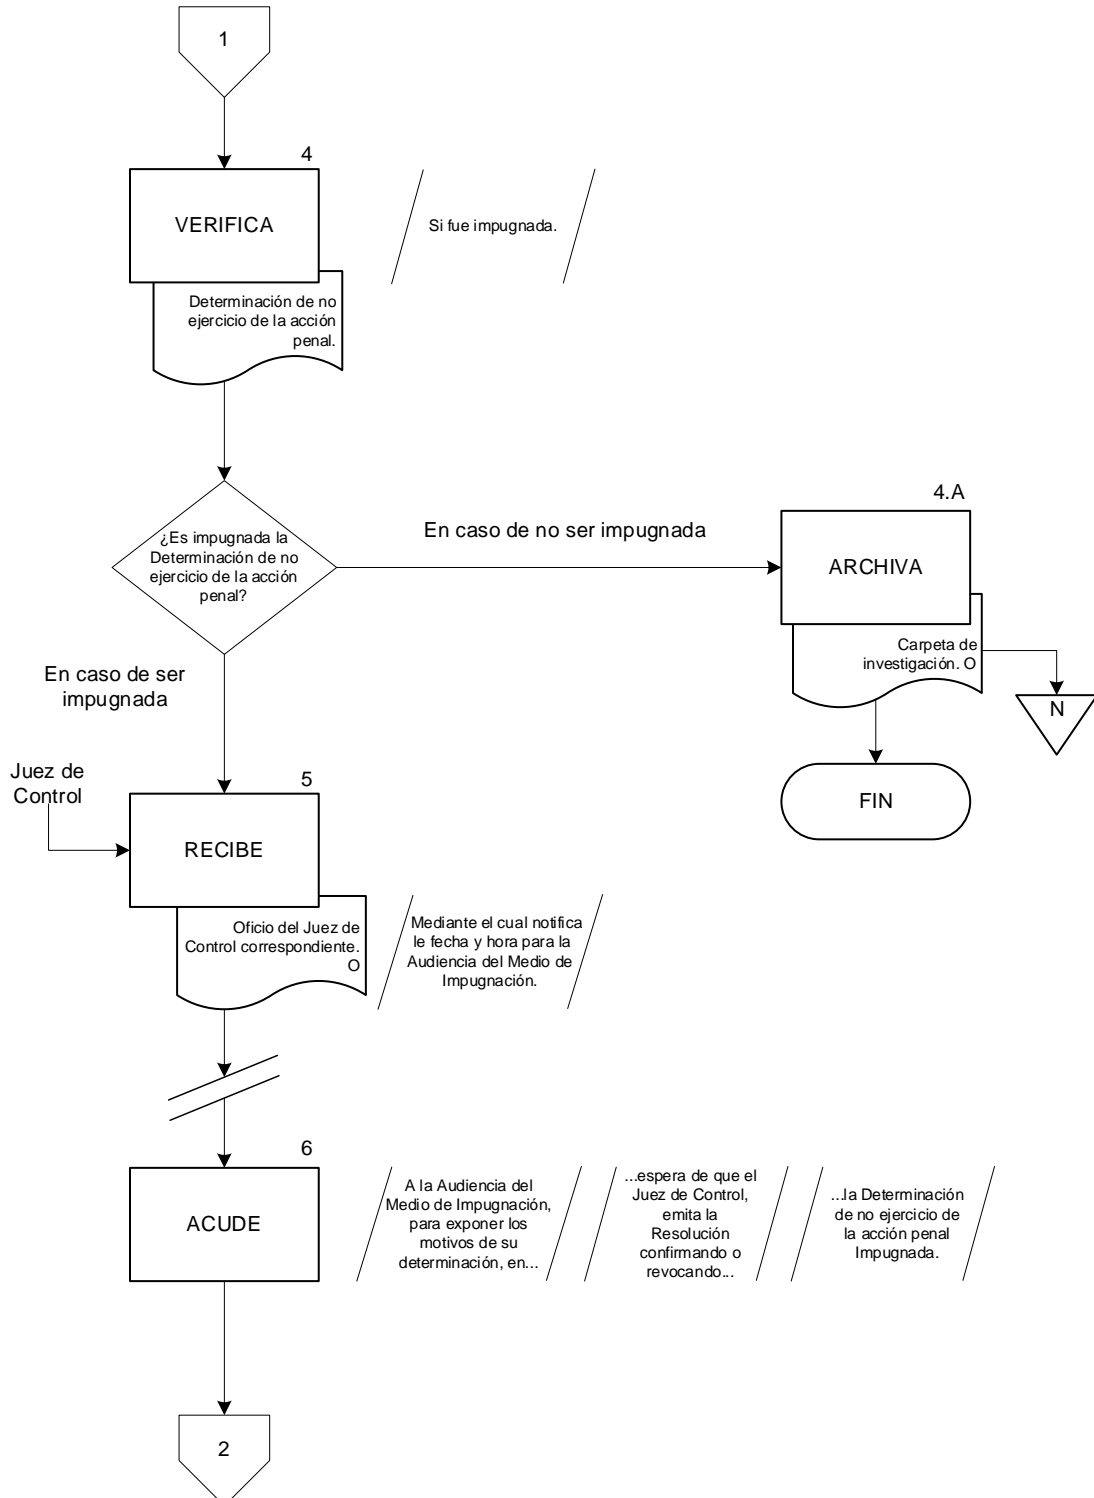 1
4
VERIFICA
Si fue impugnada.
Determinación de no
ejercicio de la acción
penal.
¿Es impugnada la
Determinación de no
ejercicio de la acción
penal?
En caso de no ser impugnada
4.A
ARCHIVA
Carpeta de
investigación. O
N
FIN
En caso de ser
impugnada
Juez de
Control
5
RECIBE
Oficio del Juez de
Control correspondiente.
O
Mediante el cual notifica
le fecha y hora para la
Audiencia del Medio de
Impugnación.
6
ACUDE
A la Audiencia del
Medio de Impugnación,
para exponer los
motivos de su
determinación, en...
...espera de que el
Juez de Control,
emita la
Resolución
confirmando o
revocando...
...la Determinación
de no ejercicio de
la acción penal
Impugnada.
2